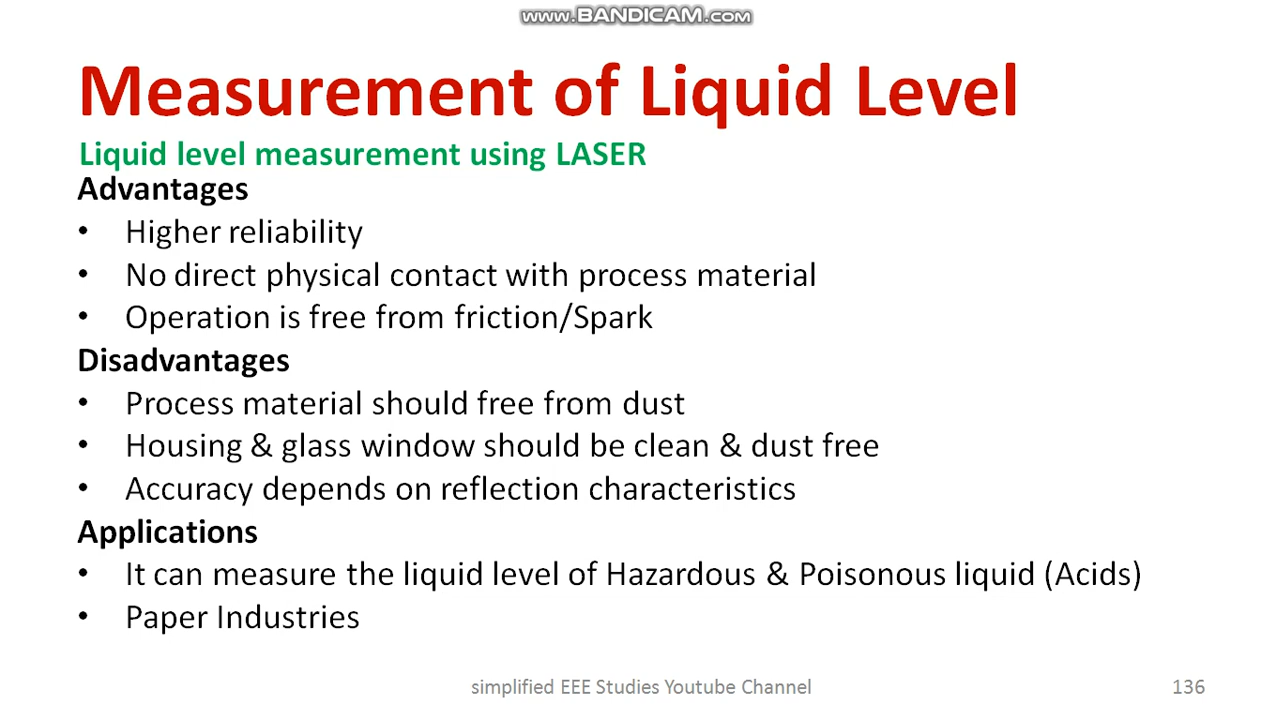 www.BANDICAM.com
Measurement of Liquid Level
Liquid level measurement using LASER
Advantages
• Higher reliability
• No direct physical contact with process material
• Operation is free from friction/Spark
Disadvantages
• Process material should free from dust
• Housing & glass window should be clean & dust free
• Accuracy depends on reflection characteristics
Applications
• It can measure the liquid level of Hazardous & Poisonous liquid (Acids)
• Paper Industries
simplified EEE Studies Youtube Channel 136